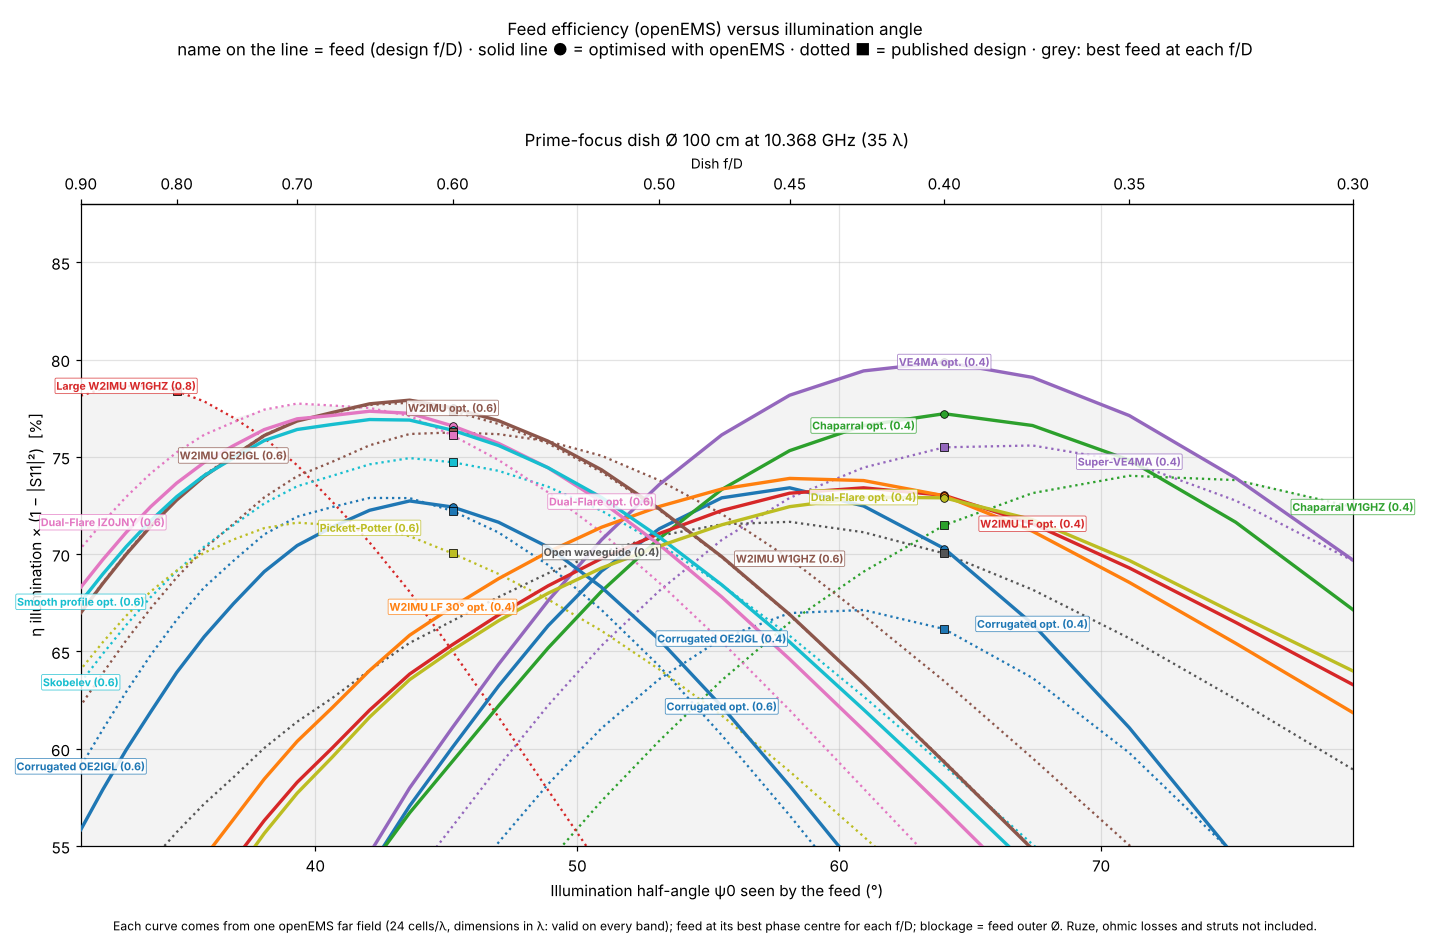 Feed efficiency (openEMS) versus illumination angle
name on the line = feed (design f/D) · solid line ● = optimised with openEMS · dotted ■ = published design · grey: best feed at each f/D
Prime-focus dish Ø 100 cm at 10.368 GHz (35 λ)
Dish f/D
0.90 0.80 0.70 0.60 0.50 0.45 0.40 0.35 0.30
85
80
75
70
65
60
55
η illumination × (1 − |S11|²) [%]
VE4MA opt. (0.4)
Large W2IMU W1GHZ (0.8)
W2IMU opt. (0.6)
Chaparral opt. (0.4)
W2IMU OE2IGL (0.6)
Super-VE4MA (0.4)
Dual-Flare opt. (0.6)
Dual-Flare opt. (0.4)
Chaparral W1GHZ (0.4)
Dual-Flare IZ0JNY (0.6)
Pickett-Potter (0.6)
W2IMU LF opt. (0.4)
Open waveguide (0.4)
W2IMU W1GHZ (0.6)
Smooth profile opt. (0.6)
W2IMU LF 30° opt. (0.4)
Corrugated opt. (0.4)
Corrugated OE2IGL (0.4)
Skobelev (0.6)
Corrugated opt. (0.6)
Corrugated OE2IGL (0.6)
40 50 60 70
Illumination half-angle ψ0 seen by the feed (°)
Each curve comes from one openEMS far field (24 cells/λ, dimensions in λ: valid on every band); feed at its best phase centre for each f/D; blockage = feed outer Ø. Ruze, ohmic losses and struts not included.